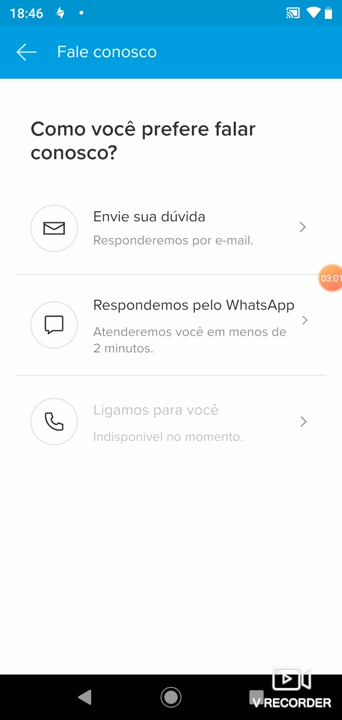 18:46
Fale conosco
Como você prefere falar
conosco?
Envie sua dúvida
Responderemos por e-mail.
03:01
Respondemos pelo WhatsApp
Atenderemos você em menos de
2 minutos.
Ligamos para você
Indisponível no momento.
V RECORDER